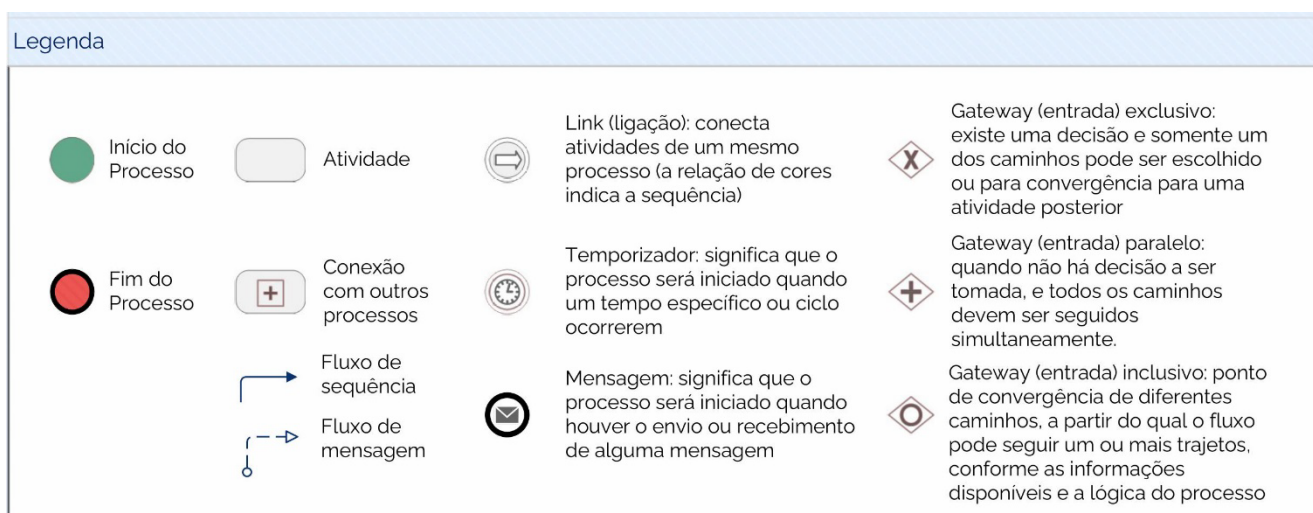 Legenda
Início do
Processo
Atividade
Link (ligação): conecta
atividades de um mesmo
processo (a relação de cores
indica a sequência)
Gateway (entrada) exclusivo:
existe uma decisão e somente um
dos caminhos pode ser escolhido
ou para convergência para uma
atividade posterior
Fim do
Processo
Conexão
com outros
processos
Temporizador: significa que o
processo será iniciado quando
um tempo específico ou ciclo
ocorrerem
Gateway (entrada) paralelo:
quando não há decisão a ser
tomada, e todos os caminhos
devem ser seguidos
simultaneamente.
Fluxo de
sequência
Fluxo de
mensagem
Mensagem: significa que o
processo será iniciado quando
houver o envio ou recebimento
de alguma mensagem
Gateway (entrada) inclusivo: ponto
de convergência de diferentes
caminhos, a partir do qual o fluxo
pode seguir um ou mais trajetos,
conforme as informações
disponíveis e a lógica do processo